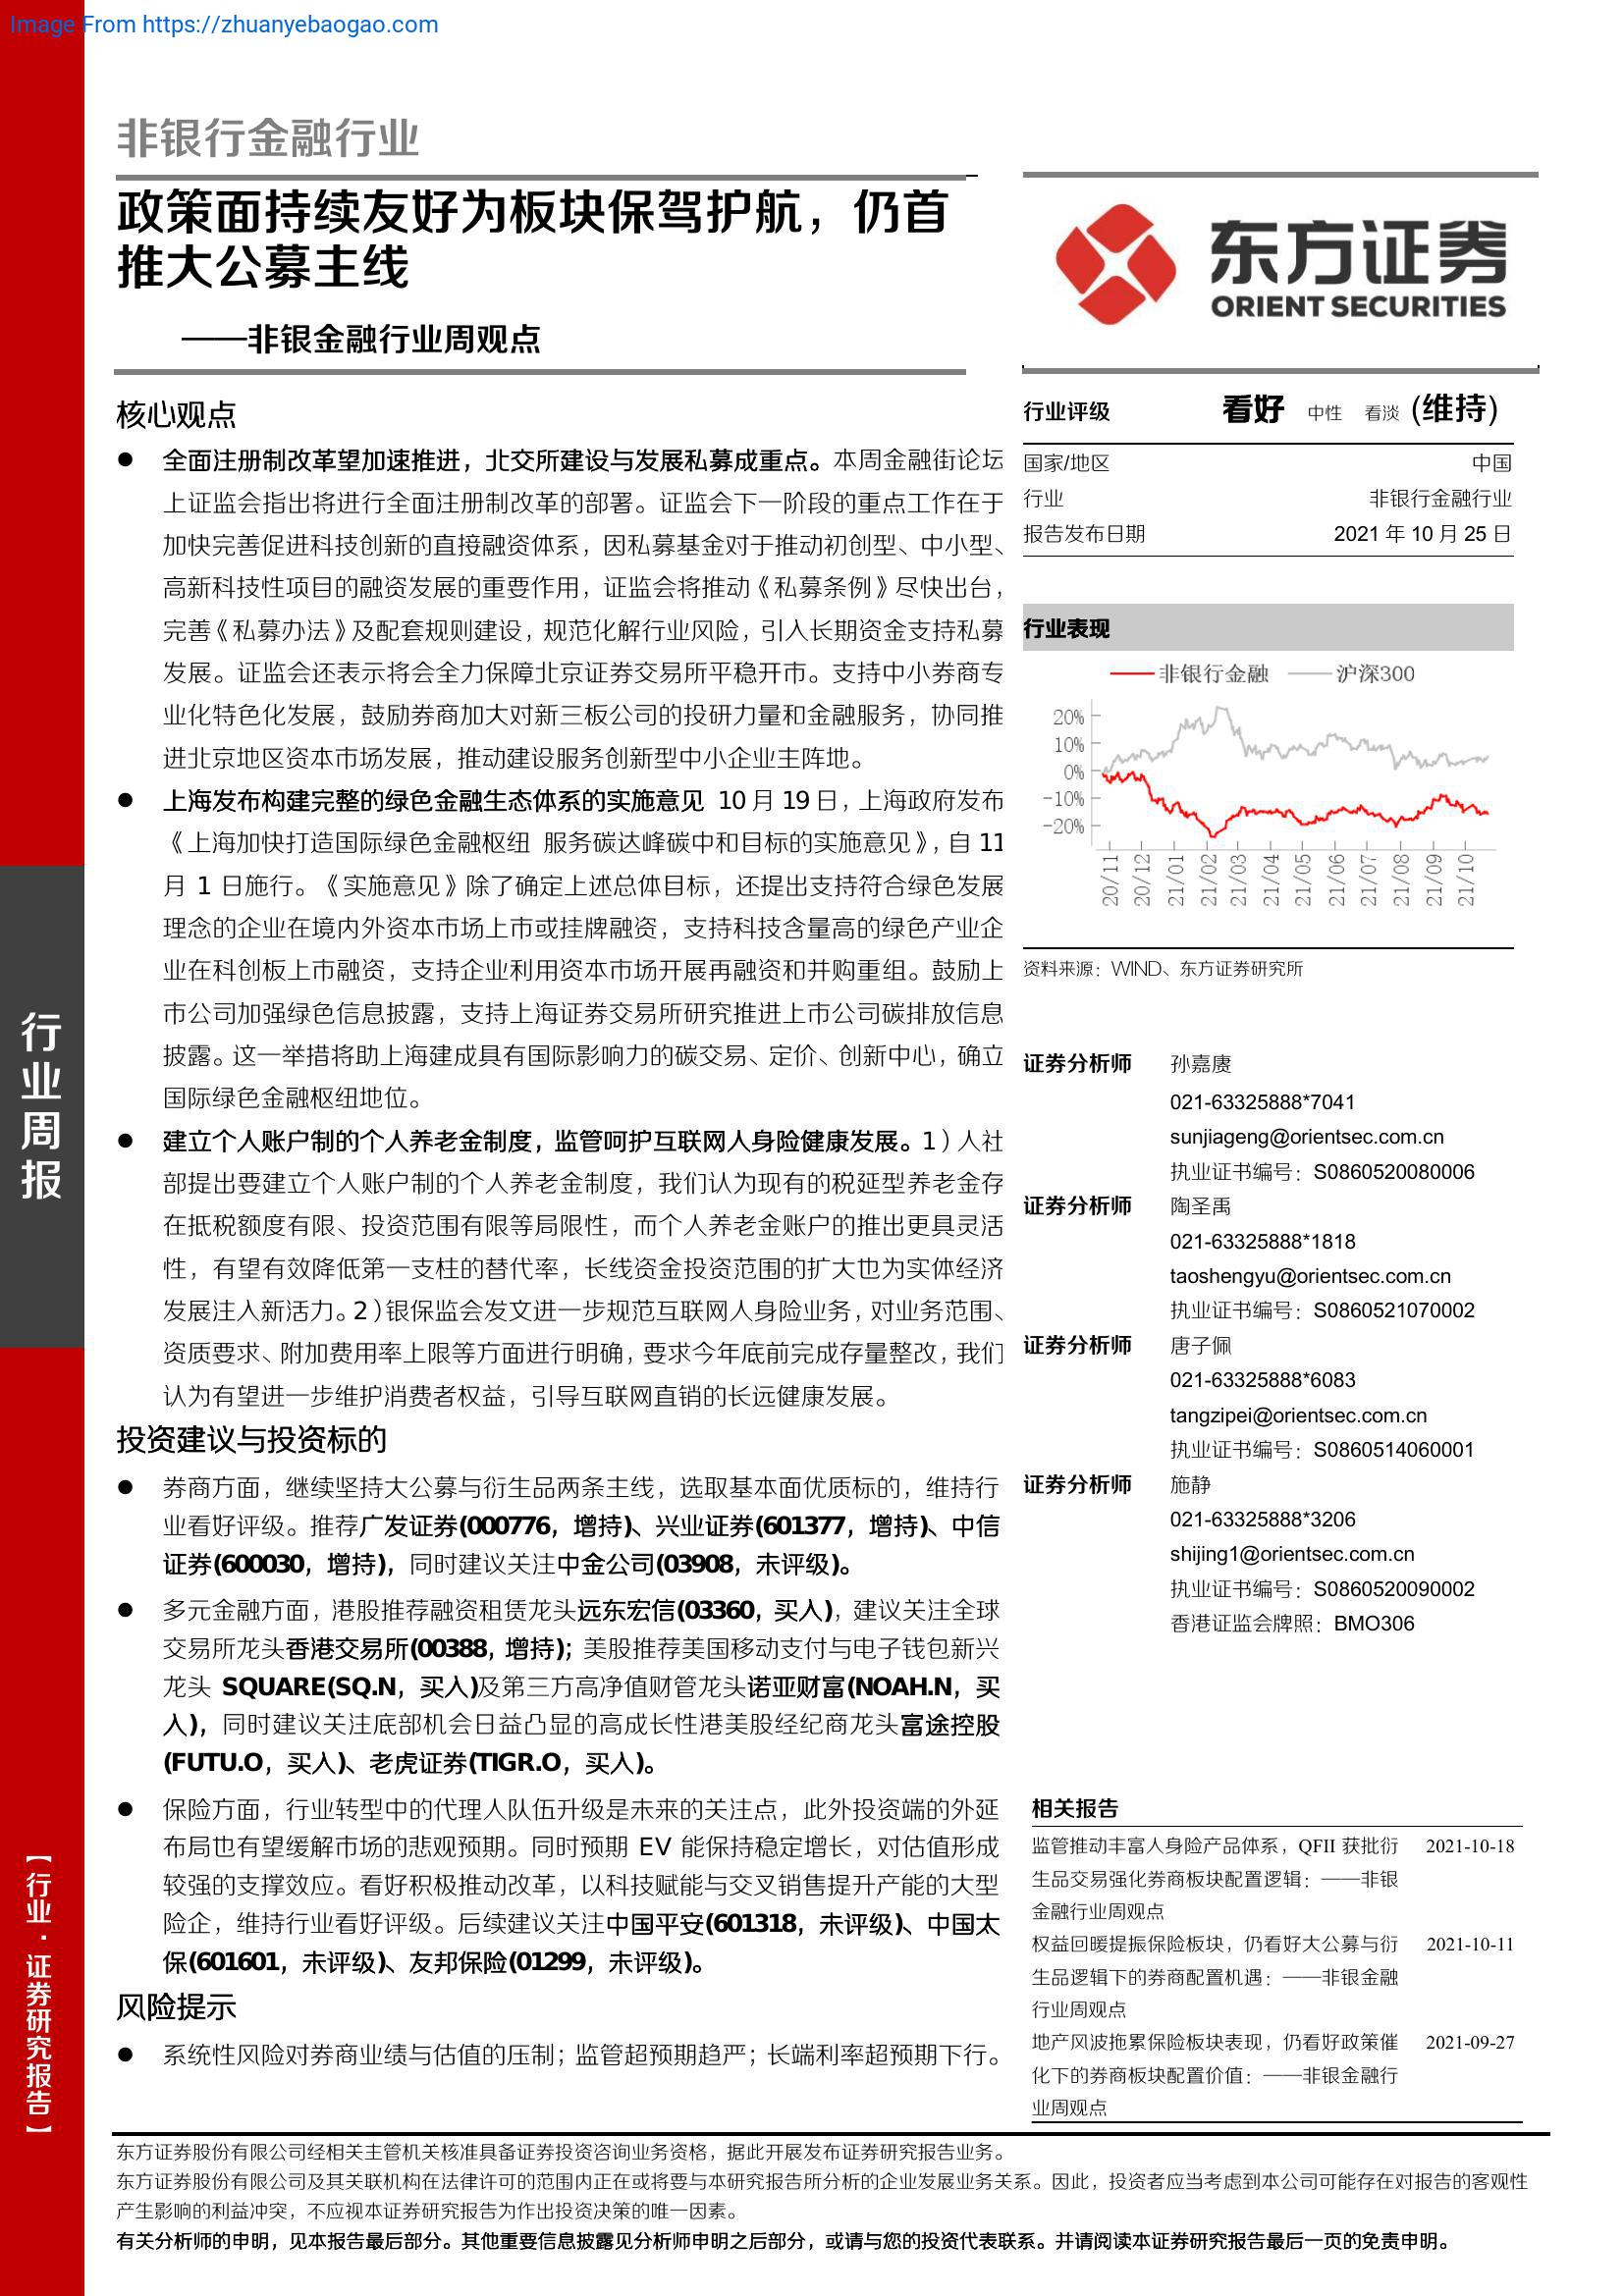 Image From https://zhuanyebaogao.com
非银行金融行业
政策面持续友好为板块保驾护航，仍首
推大公募主线
——非银金融行业周观点
核心观点
● 全面注册制改革望加速推进，北交所建设与发展私募成重点。本周金融街论坛
上证监会指出将进行全面注册制改革的部署。证监会下一阶段的重点工作在于
加快完善促进科技创新的直接融资体系，因私募基金对于推动初创型、中小型、
高新科技性项目的融资发展的重要作用，证监会将推动《私募条例》尽快出台，
完善《私募办法》及配套规则建设，规范化解行业风险，引入长期资金支持私募
发展。证监会还表示将会全力保障北京证券交易所平稳开市。支持中小券商专
业化特色化发展，鼓励券商加大对新三板公司的投研力量和金融服务，协同推
进北京地区资本市场发展，推动建设服务创新型中小企业主阵地。
● 上海发布构建完整的绿色金融生态体系的实施意见 10 月 19 日，上海政府发布
《上海加快打造国际绿色金融枢纽 服务碳达峰碳中和目标的实施意见》，自 11
月 1 日施行。《实施意见》除了确定上述总体目标，还提出支持符合绿色发展
理念的企业在境内外资本市场上市或挂牌融资，支持科技含量高的绿色产业企
业在科创板上市融资，支持企业利用资本市场开展再融资和并购重组。鼓励上
市公司加强绿色信息披露，支持上海证券交易所研究推进上市公司碳排放信息
披露。这一举措将助上海建成具有国际影响力的碳交易、定价、创新中心，确立
国际绿色金融枢纽地位。
● 建立个人账户制的个人养老金制度，监管呵护互联网人身险健康发展。1）人社
部提出要建立个人账户制的个人养老金制度，我们认为现有的税延型养老金存
在抵税额度有限、投资范围有限等局限性，而个人养老金账户的推出更具灵活
性，有望有效降低第一支柱的替代率，长线资金投资范围的扩大也为实体经济
发展注入新活力。2）银保监会发文进一步规范互联网人身险业务，对业务范围、
资质要求、附加费用率上限等方面进行明确，要求今年底前完成存量整改，我们
认为有望进一步维护消费者权益，引导互联网直销的长远健康发展。
投资建议与投资标的
● 券商方面，继续坚持大公募与衍生品两条主线，选取基本面优质标的，维持行
业看好评级。推荐广发证券(000776，增持)、兴业证券(601377，增持)、中信
证券(600030，增持)，同时建议关注中金公司(03908，未评级)。
● 多元金融方面，港股推荐融资租赁龙头远东宏信(03360，买入)，建议关注全球
交易所龙头香港交易所(00388，增持)；美股推荐美国移动支付与电子钱包新兴
龙头 SQUARE(SQ.N，买入)及第三方高净值财管龙头诺亚财富(NOAH.N，买
入)，同时建议关注底部机会日益凸显的高成长性港美股经纪商龙头富途控股
(FUTU.O，买入)、老虎证券(TIGR.O，买入)。
● 保险方面，行业转型中的代理人队伍升级是未来的关注点，此外投资端的外延
布局也有望缓解市场的悲观预期。同时预期 EV 能保持稳定增长，对估值形成
较强的支撑效应。看好积极推动改革，以科技赋能与交叉销售提升产能的大型
险企，维持行业看好评级。后续建议关注中国平安(601318，未评级)、中国太
保(601601，未评级)、友邦保险(01299，未评级)。
风险提示
● 系统性风险对券商业绩与估值的压制；监管超预期趋严；长端利率超预期下行。
东方证券
ORIENT SECURITIES
行业评级 看好 中性 看淡 (维持)
国家/地区 中国
行业 非银行金融行业
报告发布日期 2021 年 10 月 25 日
行业表现
非银行金融 沪深300
20%
10%
0%
-10%
-20%
20/11 20/12 21/01 21/02 21/03 21/04 21/05 21/06 21/07 21/08 21/09 21/10
资料来源：WIND、东方证券研究所
证券分析师 孙嘉赓
021-63325888*7041
sunjiageng@orientsec.com.cn
执业证书编号：S0860520080006
证券分析师 陶圣禹
021-63325888*1818
taoshengyu@orientsec.com.cn
执业证书编号：S0860521070002
证券分析师 唐子佩
021-63325888*6083
tangzipei@orientsec.com.cn
执业证书编号：S0860514060001
证券分析师 施静
021-63325888*3206
shijing1@orientsec.com.cn
执业证书编号：S0860520090002
香港证监会牌照：BMO306
相关报告
监管推动丰富人身险产品体系，QFII 获批衍 2021-10-18
生品交易强化券商板块配置逻辑：——非银
金融行业周观点
权益回暖提振保险板块，仍看好大公募与衍 2021-10-11
生品逻辑下的券商配置机遇：——非银金融
行业周观点
地产风波拖累保险板块表现，仍看好政策催 2021-09-27
化下的券商板块配置价值：——非银金融行
业周观点
行业周报
【行业·证券研究报告】
东方证券股份有限公司经相关主管机关核准具备证券投资咨询业务资格，据此开展发布证券研究报告业务。
东方证券股份有限公司及其关联机构在法律许可的范围内正在或将要与本研究报告所分析的企业发展业务关系。因此，投资者应当考虑到本公司可能存在对报告的客观性
产生影响的利益冲突，不应视本证券研究报告为作出投资决策的唯一因素。
有关分析师的申明，见本报告最后部分。其他重要信息披露见分析师申明之后部分，或请与您的投资代表联系。并请阅读本证券研究报告最后一页的免责申明。